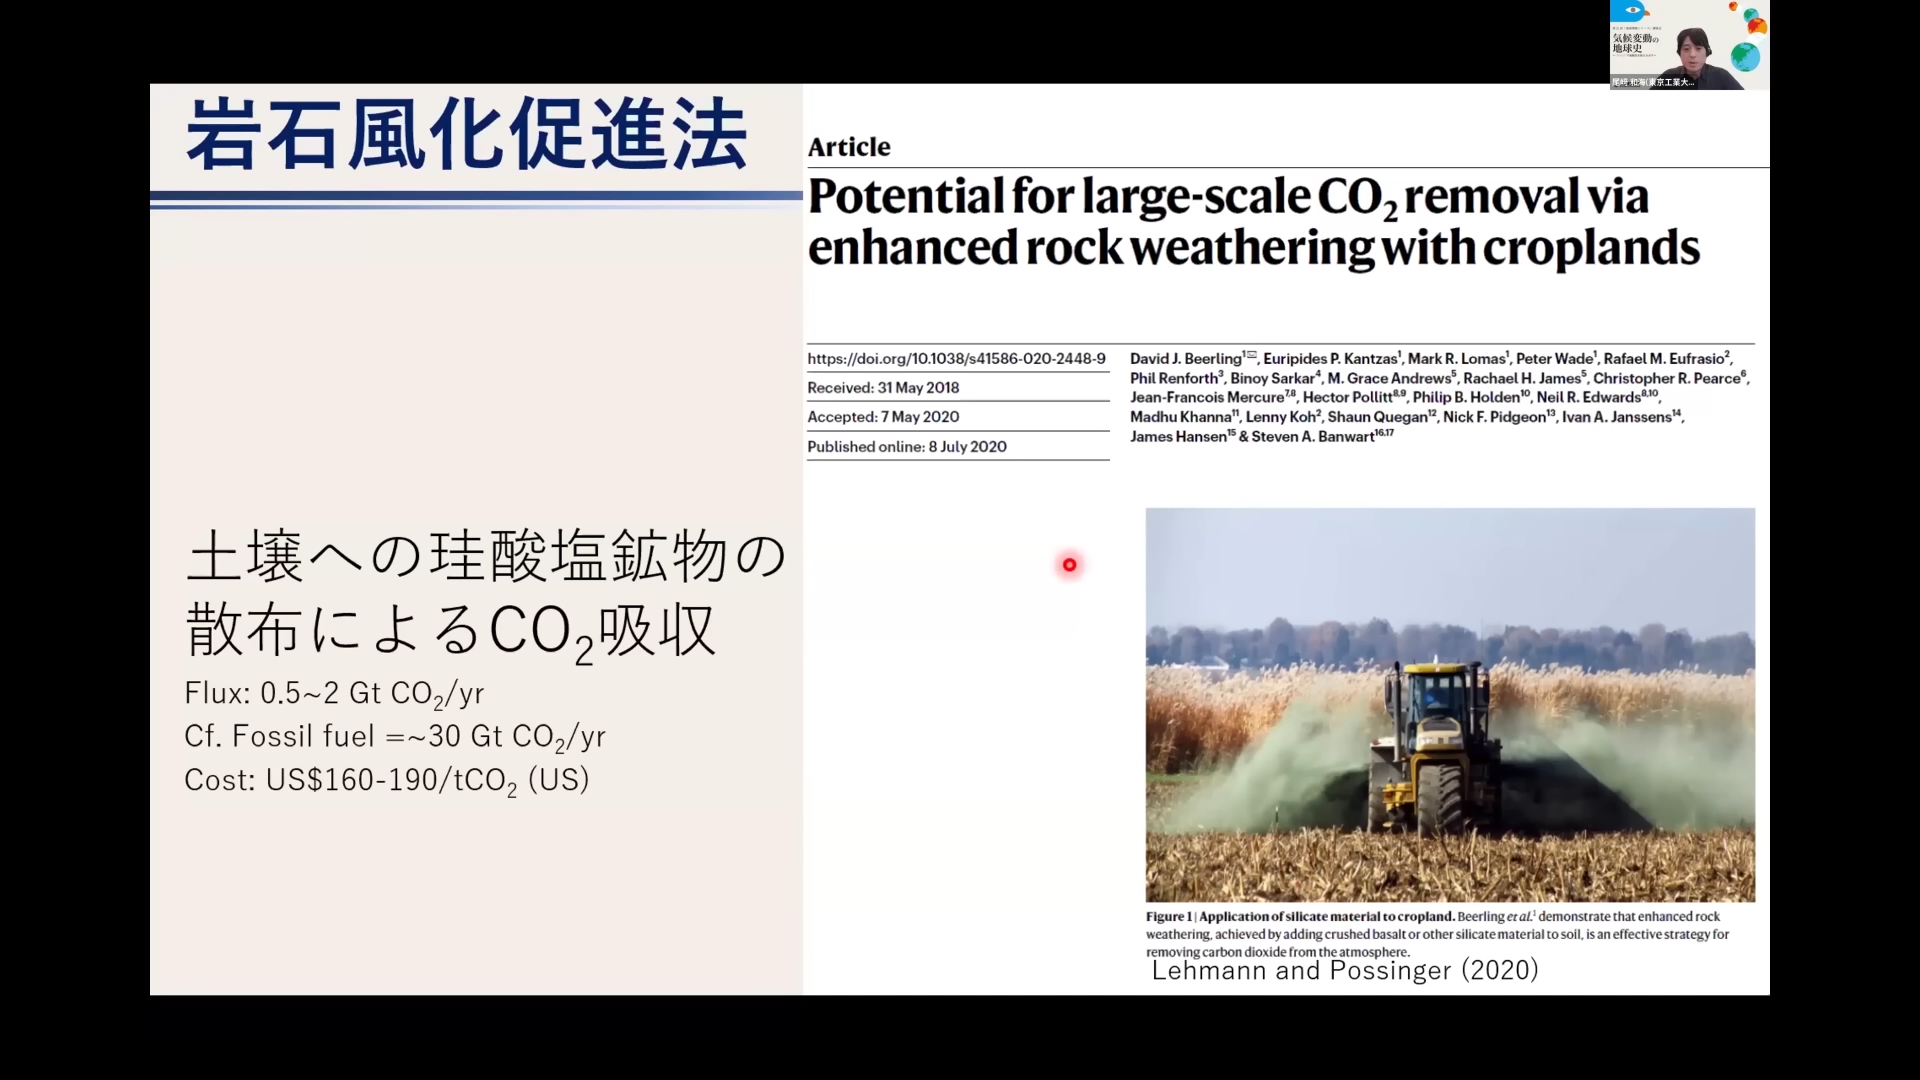 岩石風化促進法
土壌への珪酸塩鉱物の
散布によるCO₂吸収
Flux: 0.5~2 Gt CO₂/yr
Cf. Fossil fuel =~30 Gt CO₂/yr
Cost: US$160-190/tCO₂ (US)
Article
Potential for large-scale CO₂ removal via
enhanced rock weathering with croplands
https://doi.org/10.1038/s41586-020-2448-9
Received: 31 May 2018
Accepted: 7 May 2020
Published online: 8 July 2020
David J. Beerling¹✉, Euripides P. Kantzas¹, Mark R. Lomas¹, Peter Wade¹, Rafael M. Eufrasio²,
Phil Renforth³, Binoy Sarkar⁴, M. Grace Andrews⁵, Rachael H. James⁵, Christopher R. Pearce⁶,
Jean-Francois Mercure⁷,⁸, Hector Pollitt⁸,⁹, Philip B. Holden¹⁰, Neil R. Edwards⁸,¹⁰,
Madhu Khanna¹¹, Lenny Koh², Shaun Quegan¹², Nick F. Pidgeon¹³, Ivan A. Janssens¹⁴,
James Hansen¹⁵ & Steven A. Banwart¹⁶,¹⁷
Figure 1 | Application of silicate material to cropland. Beerling et al.¹ demonstrate that enhanced rock
weathering, achieved by adding crushed basalt or other silicate material to soil, is an effective strategy for
removing carbon dioxide from the atmosphere.
Lehmann and Possinger (2020)
気候変動の
地球史
尾﨑 和海(東京工業大...